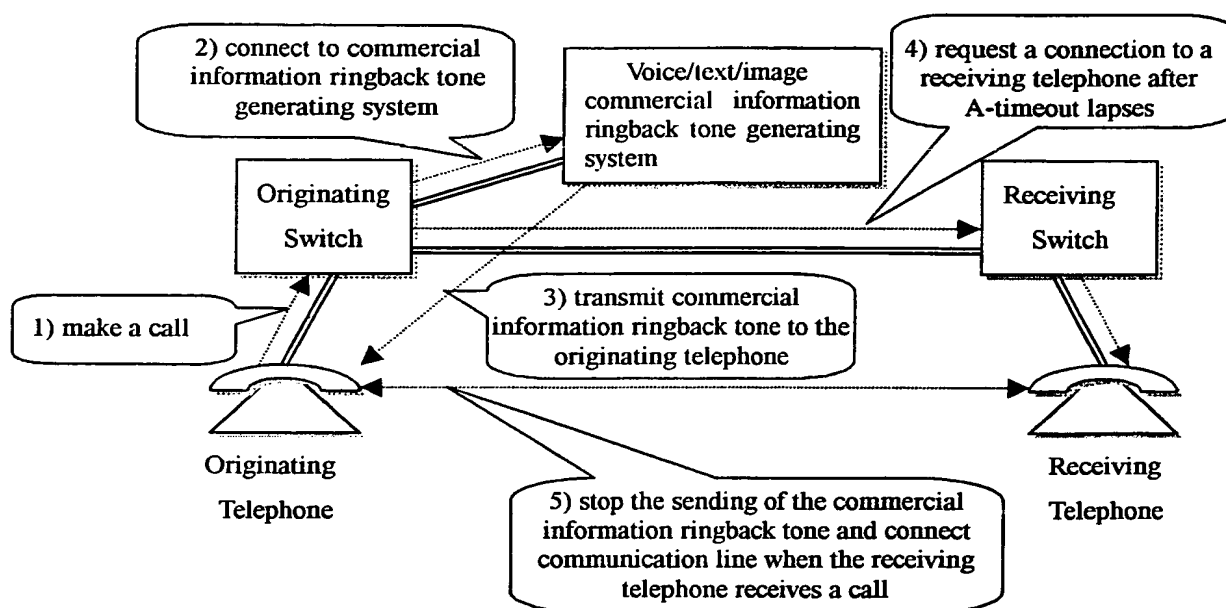 2) connect to commercial
information ringback tone
generating system
Voice/text/image
commercial information
ringback tone generating
system
4) request a connection to a
receiving telephone after
A-timeout lapses
Originating
Switch
Receiving
Switch
1) make a call
3) transmit commercial
information ringback tone to the
originating telephone
Originating
Telephone
Receiving
Telephone
5) stop the sending of the commercial
information ringback tone and connect
communication line when the receiving
telephone receives a call